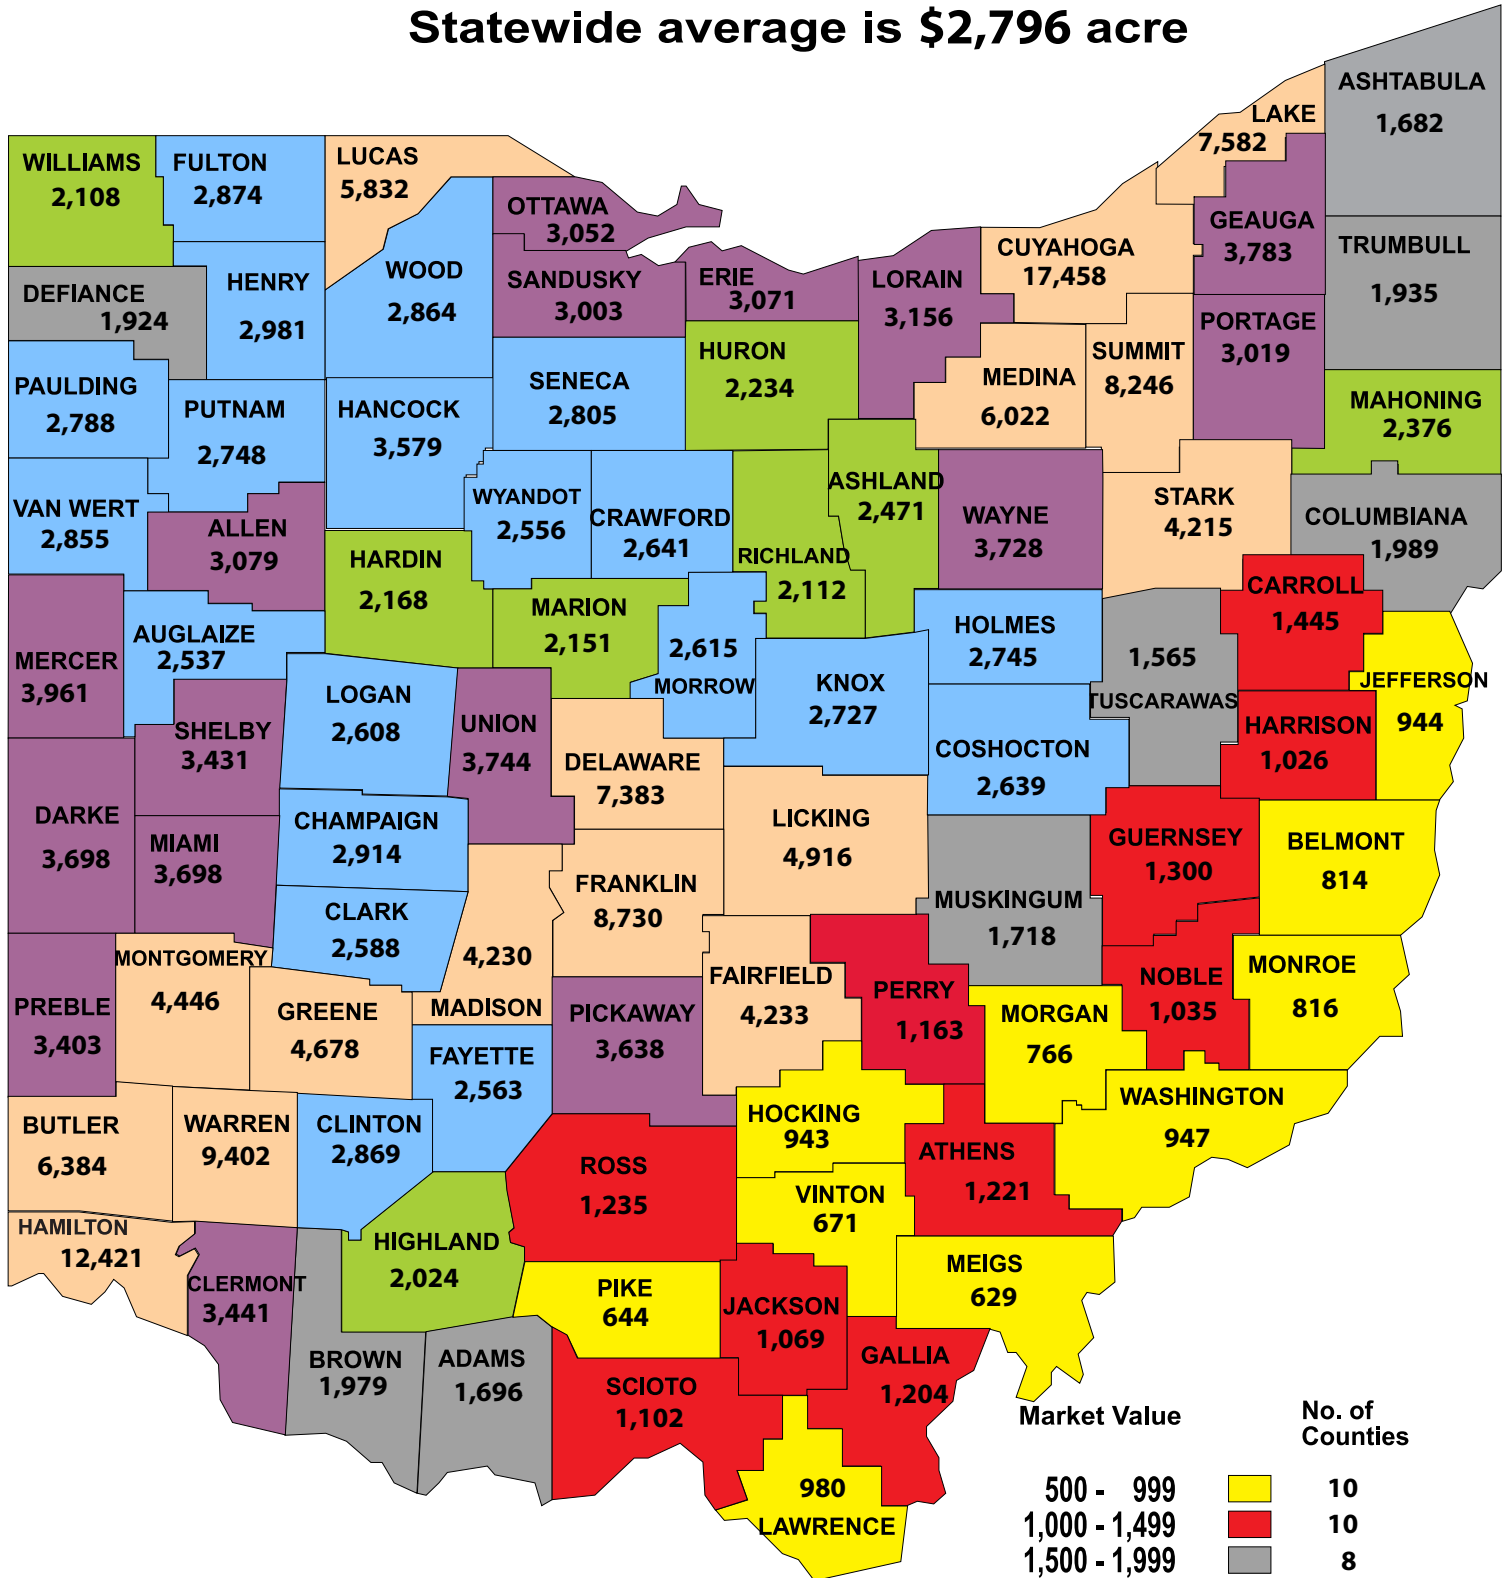 Statewide average is $2,796 acre
ASHTABULA
1,682
LAKE
7,582
WILLIAMS
2,108
FULTON
2,874
LUCAS
5,832
OTTAWA
3,052
GEAUGA
3,783
TRUMBULL
1,935
CUYAHOGA
17,458
DEFIANCE
1,924
HENRY
2,981
WOOD
2,864
SANDUSKY
3,003
ERIE
3,071
LORAIN
3,156
PORTAGE
3,019
SUMMIT
8,246
MEDINA
6,022
HURON
2,234
SENECA
2,805
PAULDING
2,788
PUTNAM
2,748
HANCOCK
3,579
MAHONING
2,376
VAN WERT
2,855
ALLEN
3,079
WYANDOT
2,556
CRAWFORD
2,641
RICHLAND
2,112
ASHLAND
2,471
WAYNE
3,728
STARK
4,215
COLUMBIANA
1,989
HARDIN
2,168
MARION
2,151
CARROLL
1,445
MERCER
3,961
AUGLAIZE
2,537
2,615
MORROW
HOLMES
2,745
1,565
TUSCARAWAS
JEFFERSON
944
LOGAN
2,608
UNION
3,744
KNOX
2,727
HARRISON
1,026
SHELBY
3,431
DELAWARE
7,383
COSHOCTON
2,639
DARKE
3,698
MIAMI
3,698
CHAMPAIGN
2,914
LICKING
4,916
GUERNSEY
1,300
BELMONT
814
CLARK
2,588
FRANKLIN
8,730
MUSKINGUM
1,718
MONTGOMERY
4,446
4,230
MADISON
FAIRFIELD
4,233
PERRY
1,163
NOBLE
1,035
MONROE
816
PREBLE
3,403
GREENE
4,678
PICKAWAY
3,638
MORGAN
766
FAYETTE
2,563
WASHINGTON
947
BUTLER
6,384
WARREN
9,402
CLINTON
2,869
HOCKING
943
ATHENS
1,221
ROSS
1,235
VINTON
671
HAMILTON
12,421
HIGHLAND
2,024
MEIGS
629
CLERMONT
3,441
PIKE
644
JACKSON
1,069
GALLIA
1,204
BROWN
1,979
ADAMS
1,696
SCIOTO
1,102
980
LAWRENCE
Market Value
No. of
Counties
500 - 999 10
1,000 - 1,499 10
1,500 - 1,999 8